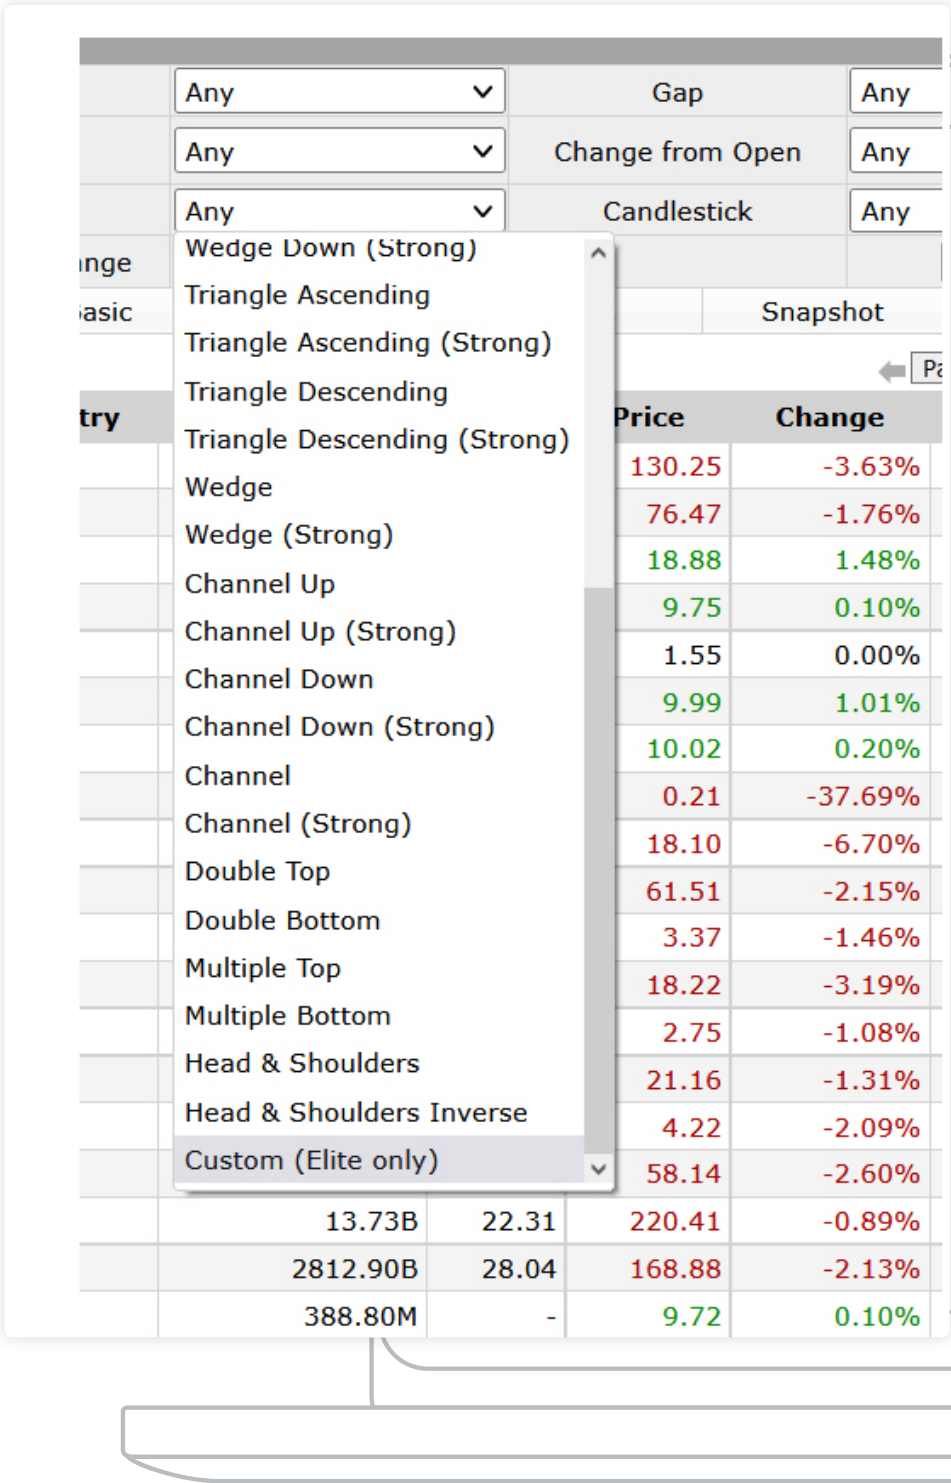 Any Gap Any
Any Change from Open Any
Any Candlestick Any
Wedge Down (Strong)
nge
Triangle Ascending
asic Snapshot
Triangle Ascending (Strong)
Pa
Triangle Descending
try Price Change
Triangle Descending (Strong)
130.25 -3.63%
Wedge
76.47 -1.76%
Wedge (Strong)
18.88 1.48%
Channel Up
9.75 0.10%
Channel Up (Strong)
1.55 0.00%
Channel Down
9.99 1.01%
Channel Down (Strong)
10.02 0.20%
Channel
0.21 -37.69%
Channel (Strong)
18.10 -6.70%
Double Top
61.51 -2.15%
Double Bottom
3.37 -1.46%
Multiple Top
18.22 -3.19%
Multiple Bottom
2.75 -1.08%
Head & Shoulders
21.16 -1.31%
Head & Shoulders Inverse
4.22 -2.09%
Custom (Elite only)
58.14 -2.60%
13.73B 22.31 220.41 -0.89%
2812.90B 28.04 168.88 -2.13%
388.80M - 9.72 0.10%